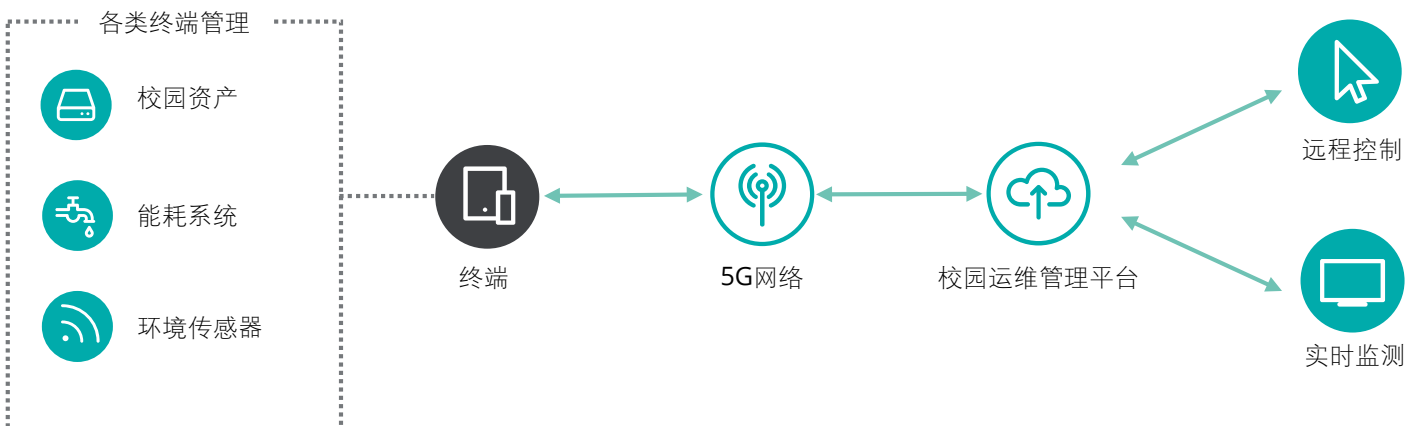 各类终端管理
校园资产
能耗系统
环境传感器
终端
5G网络
校园运维管理平台
远程控制
实时监测